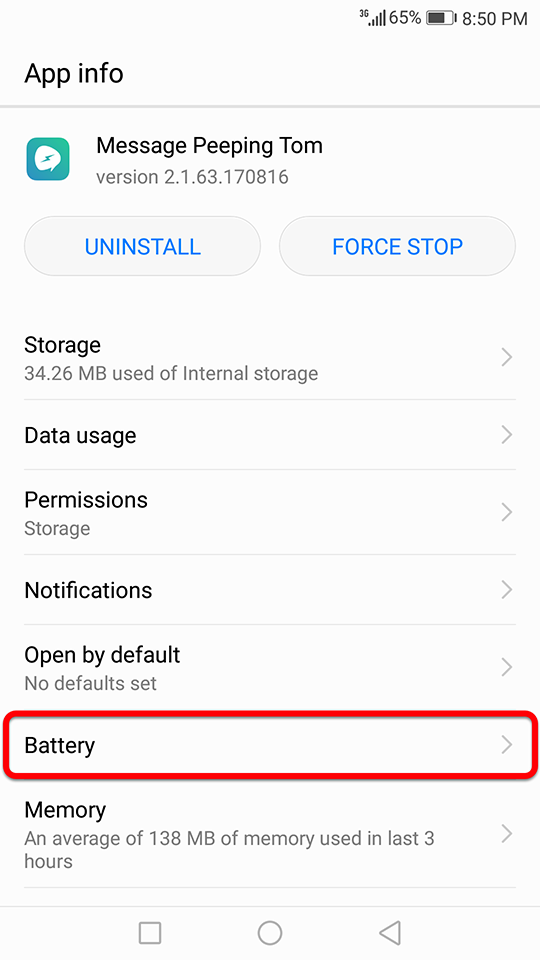 3G 65% 8:50 PM
App info
Message Peeping Tom
version 2.1.63.170816
UNINSTALL FORCE STOP
Storage
34.26 MB used of Internal storage
Data usage
Permissions
Storage
Notifications
Open by default
No defaults set
Battery
Memory
An average of 138 MB of memory used in last 3
hours